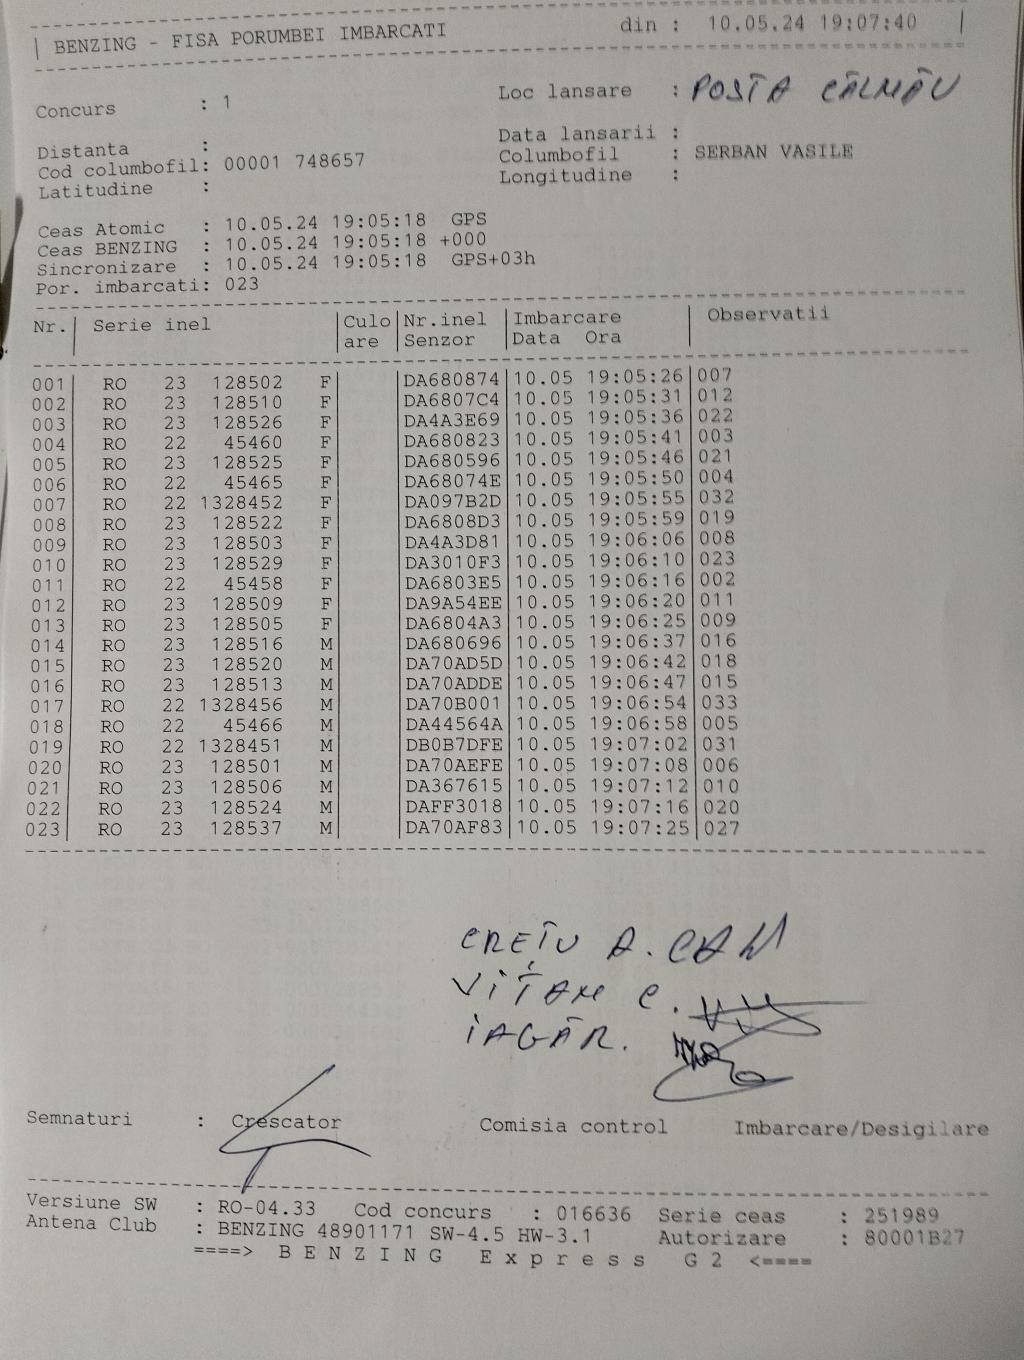 BENZING - FISA PORUMBEI IMBARCATI din : 10.05.24 19:07:40
Concurs : 1 Loc lansare : POSTA CÂLNĂU
Distanta : Data lansarii :
Cod columbofil: 00001 748657 Columbofil : SERBAN VASILE
Latitudine : Longitudine :
Ceas Atomic : 10.05.24 19:05:18 GPS
Ceas BENZING : 10.05.24 19:05:18 +000
Sincronizare : 10.05.24 19:05:18 GPS+03h
Por. imbarcati: 023
Nr. Serie inel Culo Nr.inel Imbarcare Observatii
are Senzor Data Ora
001 RO 23 128502 F DA680874 10.05 19:05:26 007
002 RO 23 128510 F DA6807C4 10.05 19:05:31 012
003 RO 23 128526 F DA4A3E69 10.05 19:05:36 022
004 RO 22 45460 F DA680823 10.05 19:05:41 003
005 RO 23 128525 F DA680596 10.05 19:05:46 021
006 RO 22 45465 F DA68074E 10.05 19:05:50 004
007 RO 22 1328452 F DA097B2D 10.05 19:05:55 032
008 RO 23 128522 F DA6808D3 10.05 19:05:59 019
009 RO 23 128503 F DA4A3D81 10.05 19:06:06 008
010 RO 23 128529 F DA3010F3 10.05 19:06:10 023
011 RO 22 45458 F DA6803E5 10.05 19:06:16 002
012 RO 23 128509 F DA9A54EE 10.05 19:06:20 011
013 RO 23 128505 F DA6804A3 10.05 19:06:25 009
014 RO 23 128516 M DA680696 10.05 19:06:37 016
015 RO 23 128520 M DA70AD5D 10.05 19:06:42 018
016 RO 23 128513 M DA70ADDE 10.05 19:06:47 015
017 RO 22 1328456 M DA70B001 10.05 19:06:54 033
018 RO 22 45466 M DA44564A 10.05 19:06:58 005
019 RO 22 1328451 M DB0B7DFE 10.05 19:07:02 031
020 RO 23 128501 M DA70AEFE 10.05 19:07:08 006
021 RO 23 128506 M DA367615 10.05 19:07:12 010
022 RO 23 128524 M DAFF3018 10.05 19:07:16 020
023 RO 23 128537 M DA70AF83 10.05 19:07:25 027
CREȚU A.
C.
IAGĂR.
Semnaturi : Crescator Comisia control Imbarcare/Desigilare
Versiune SW : RO-04.33 Cod concurs : 016636 Serie ceas : 251989
Antena Club : BENZING 48901171 SW-4.5 HW-3.1 Autorizare : 80001B27
====> B E N Z I N G E x p r e s s G 2 <====